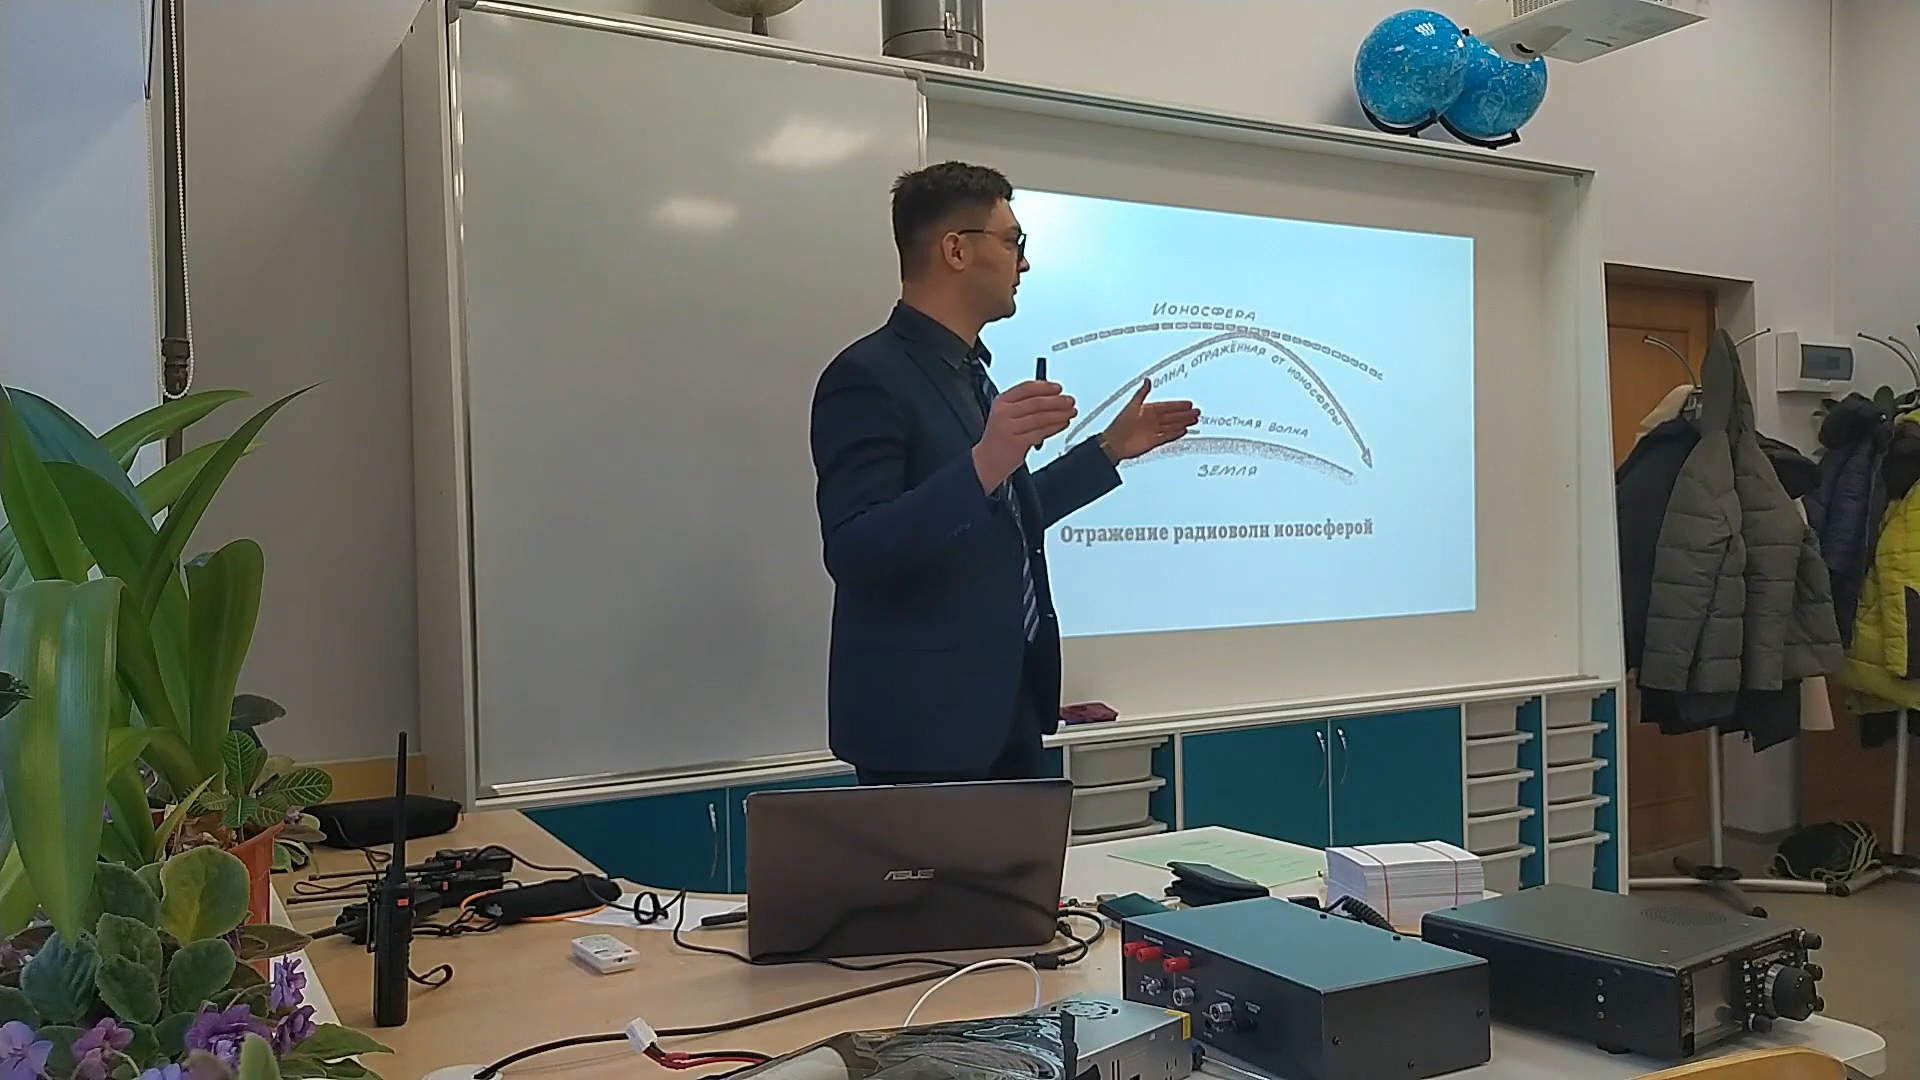 ИОНОСФЕРА
ОТРАЖЁННАЯ ОТ ИОНОСФЕРЫ
ВОЛНА
ЗЕМЛЯ
Отражение радиоволн ионосферой
ASUS